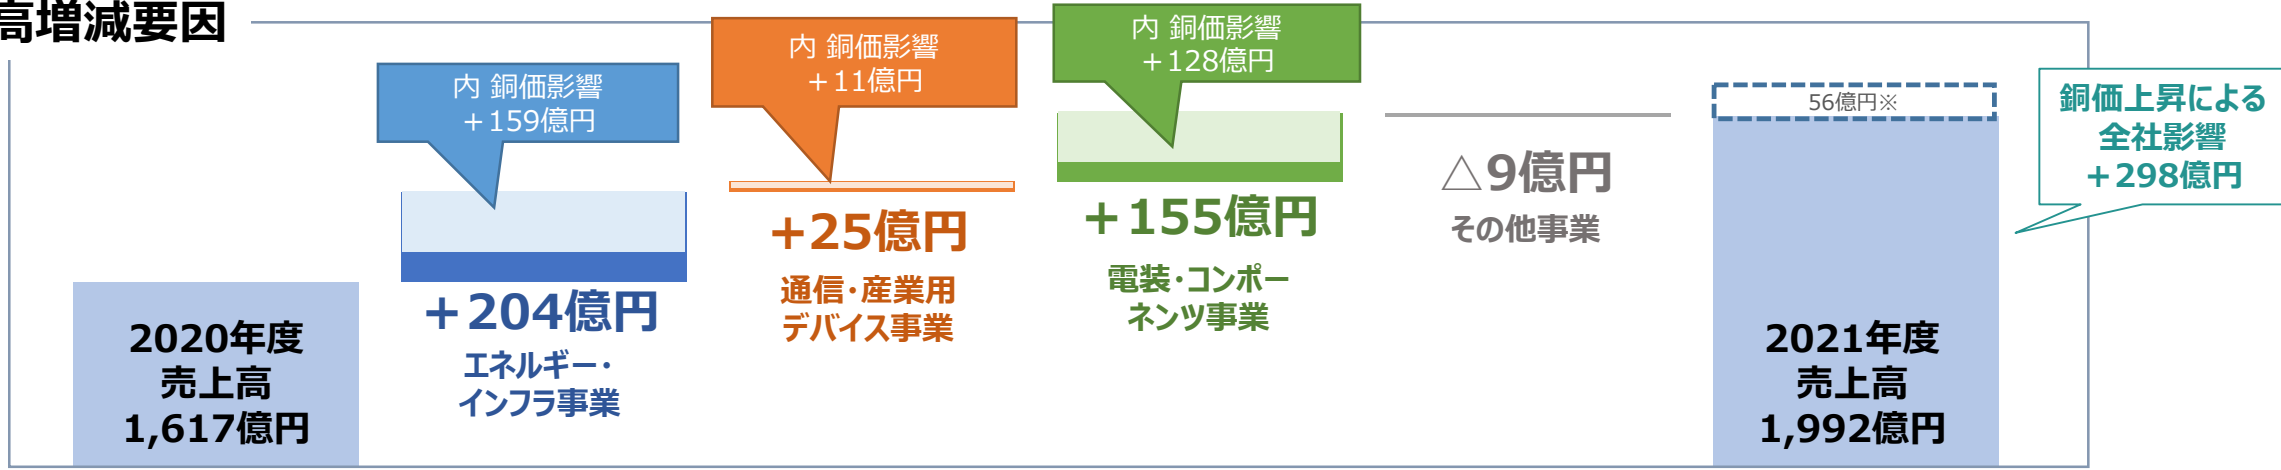 高増減要因
内 銅価影響
＋159億円
内 銅価影響
＋11億円
内 銅価影響
＋128億円
56億円※
銅価上昇による
全社影響
＋298億円
2020年度
売上高
1,617億円
＋204億円
エネルギー・
インフラ事業
+25億円
通信・産業用
デバイス事業
＋155億円
電装・コンポー
ネンツ事業
△9億円
その他事業
2021年度
売上高
1,992億円